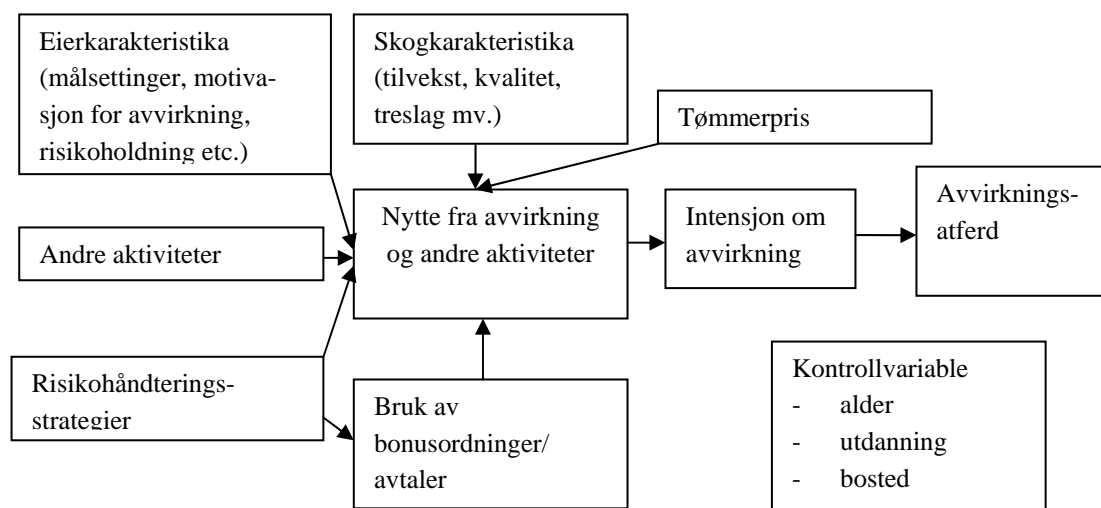 Eierkarakteristika
(målsettinger, motiva-
sjon for avvirkning,
risikoholdning etc.)
Skogkarakteristika
(tilvekst, kvalitet,
treslag mv.)
Tømmerpris
Andre aktiviteter
Nytte fra avvirkning
og andre aktiviteter
Intensjon om
avvirkning
Avvirknings-
atferd
Risikohåndterings-
strategier
Bruk av
bonusordninger/
avtaler
Kontrollvariable
- alder
- utdanning
- bosted